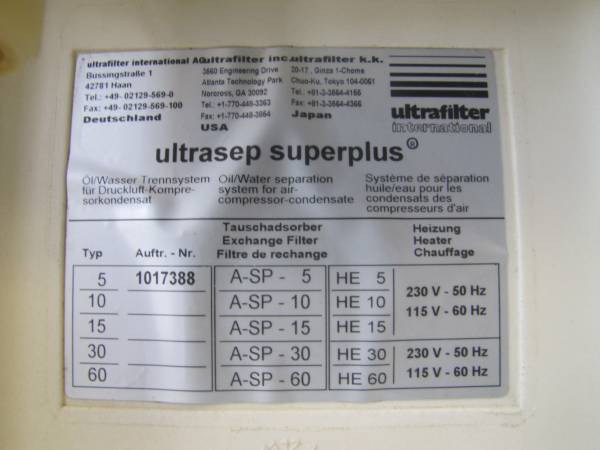 ultrafilter international AG
Büssingstraße 1
42781 Haan
Tel.: +49- 02129-569-0
Fax: +49- 02129-569-100
Deutschland
ultrafilter inc.
3560 Engineering Drive
Atlanta Technology Park
Norcross, GA 30092
Tel.: +1-770-448-3363
Fax: +1-770-448-3854
USA
ultrafilter k.k.
20-17, Ginza 1-Chome
Chuo-Ku, Tokyo 104-0061
Tel.: +81-3-3664-4166
Fax: +81-3-3664-4366
Japan
ultrafilter
international
ultrasep superplus®
Öl/Wasser Trennsystem
für Druckluft-Kompre-
sorkondensat
Oil/Water separation
system for air-
compressor-condensate
Système de séparation
huile/eau pour les
condensats des
compresseurs d'air
Typ
Auftr. - Nr.
Tauschadsorber
Exchange Filter
Filtre de rechange
Heizung
Heater
Chauffage
5 1017388 A-SP - 5 HE 5
10 A-SP - 10 HE 10
15 A-SP - 15 HE 15
230 V - 50 Hz
115 V - 60 Hz
30 A-SP - 30 HE 30 230 V - 50 Hz
60 A-SP - 60 HE 60 115 V - 60 Hz